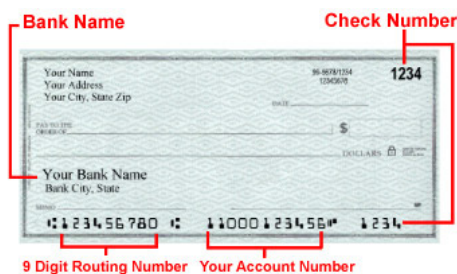 Bank Name
Check Number
Your Name
Your Address
Your City, State Zip
1234
DATE
PAY TO THE
ORDER OF
$
DOLLARS
Your Bank Name
Bank City, State
MEMO
⑆123456780⑆ 11000123456⑈ 1234
9 Digit Routing Number
Your Account Number